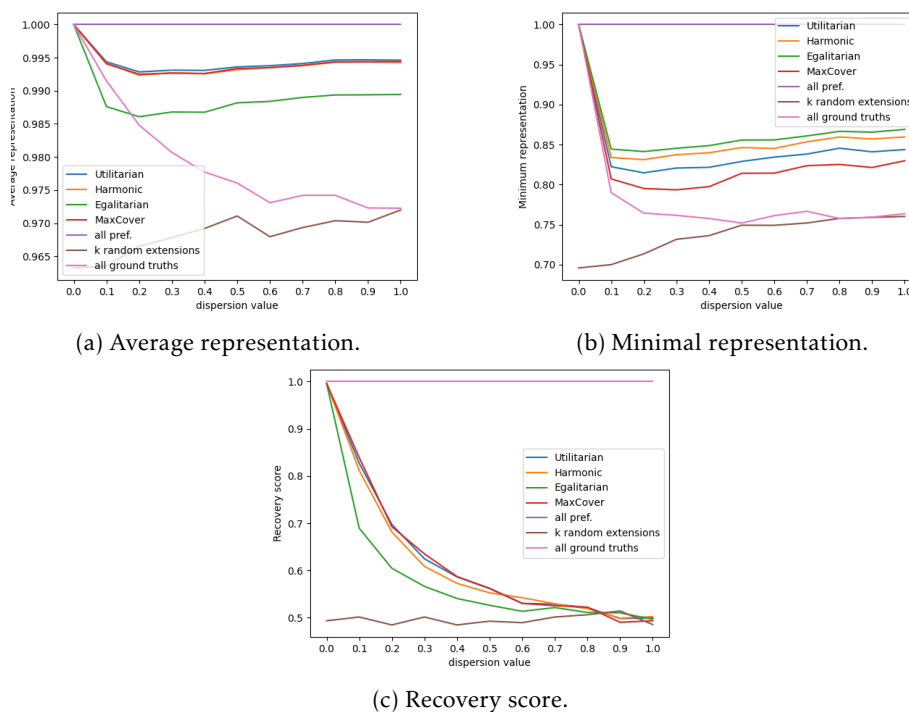 1.000
0.995
0.990
0.985
0.980
0.975
0.970
0.965
Average representation
Utilitarian
Harmonic
Egalitarian
MaxCover
all pref.
k random extensions
all ground truths
0.0 0.1 0.2 0.3 0.4 0.5 0.6 0.7 0.8 0.9 1.0
dispersion value
(a) Average representation.
1.00
0.95
0.90
0.85
0.80
0.75
0.70
Minimum representation
Utilitarian
Harmonic
Egalitarian
MaxCover
all pref.
k random extensions
all ground truths
0.0 0.1 0.2 0.3 0.4 0.5 0.6 0.7 0.8 0.9 1.0
dispersion value
(b) Minimal representation.
1.0
0.9
0.8
0.7
0.6
0.5
Recovery score
Utilitarian
Harmonic
Egalitarian
MaxCover
all pref.
k random extensions
all ground truths
0.0 0.1 0.2 0.3 0.4 0.5 0.6 0.7 0.8 0.9 1.0
dispersion value
(c) Recovery score.